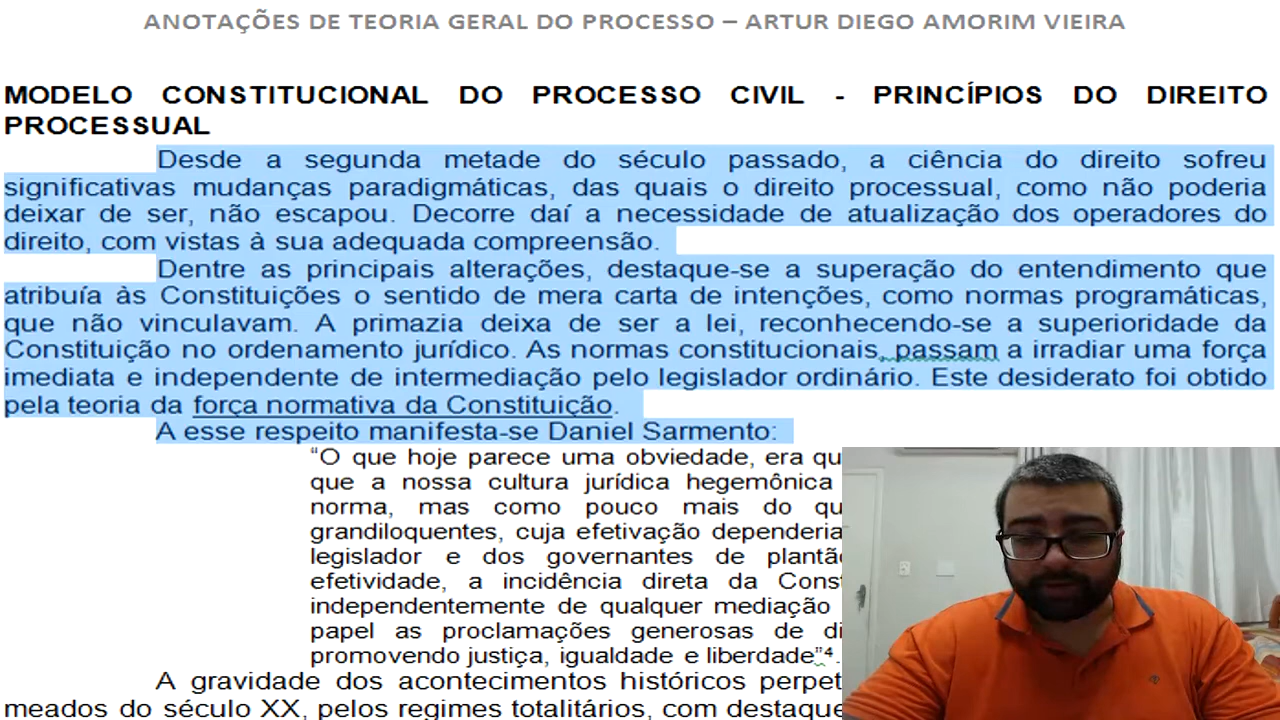 ANOTAÇÕES DE TEORIA GERAL DO PROCESSO – ARTUR DIEGO AMORIM VIEIRA
MODELO CONSTITUCIONAL DO PROCESSO CIVIL - PRINCÍPIOS DO DIREITO
PROCESSUAL
Desde a segunda metade do século passado, a ciência do direito sofreu
significativas mudanças paradigmáticas, das quais o direito processual, como não poderia
deixar de ser, não escapou. Decorre daí a necessidade de atualização dos operadores do
direito, com vistas à sua adequada compreensão.
Dentre as principais alterações, destaque-se a superação do entendimento que
atribuía às Constituições o sentido de mera carta de intenções, como normas programáticas,
que não vinculavam. A primazia deixa de ser a lei, reconhecendo-se a superioridade da
Constituição no ordenamento jurídico. As normas constitucionais, passam a irradiar uma força
imediata e independente de intermediação pelo legislador ordinário. Este desiderato foi obtido
pela teoria da força normativa da Constituição.
A esse respeito manifesta-se Daniel Sarmento:
“O que hoje parece uma obviedade, era
que a nossa cultura jurídica hegemônica
norma, mas como pouco mais do
grandiloquentes, cuja efetivação dependeria
legislador e dos governantes de
efetividade, a incidência direta da
independentemente de qualquer mediação
papel as proclamações generosas de
promovendo justiça, igualdade e liberdade”⁴.
A gravidade dos acontecimentos históricos
meados do século XX, pelos regimes totalitários, com destaque